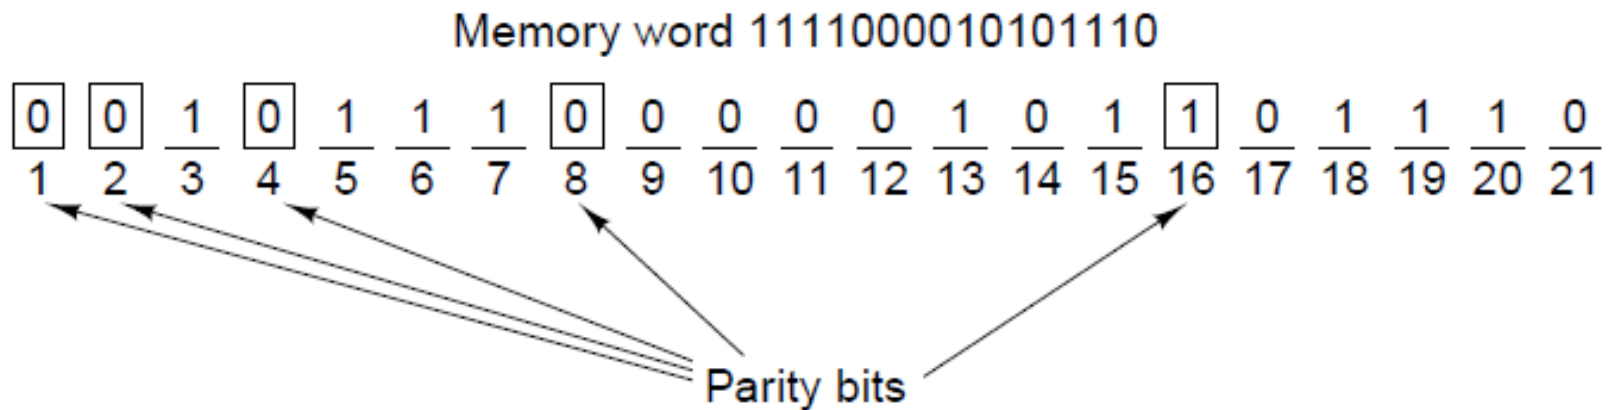 Memory word 1111000010101110
0 0 1 0 1 1 1 0 0 0 0 0 1 0 1 1 0 1 1 1 0
1 2 3 4 5 6 7 8 9 10 11 12 13 14 15 16 17 18 19 20 21
Parity bits